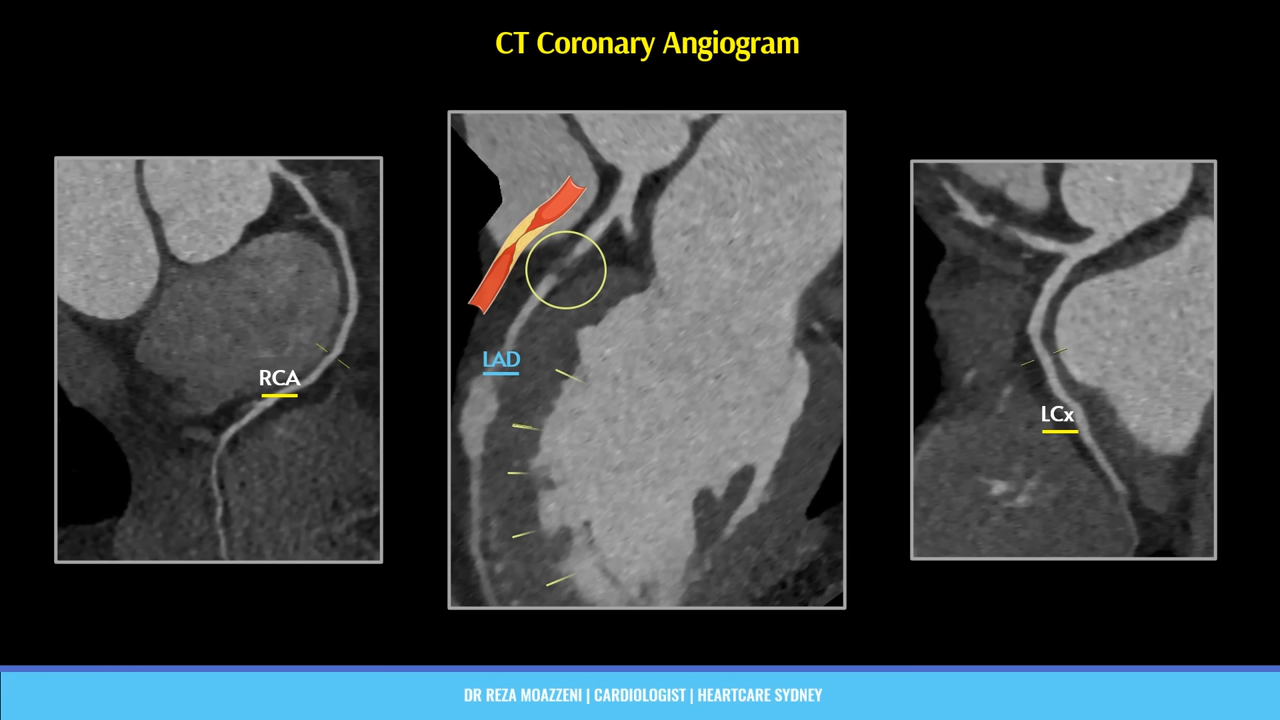 CT Coronary Angiogram
RCA
LAD
LCx
DR REZA MOAZZENI | CARDIOLOGIST | HEARTCARE SYDNEY